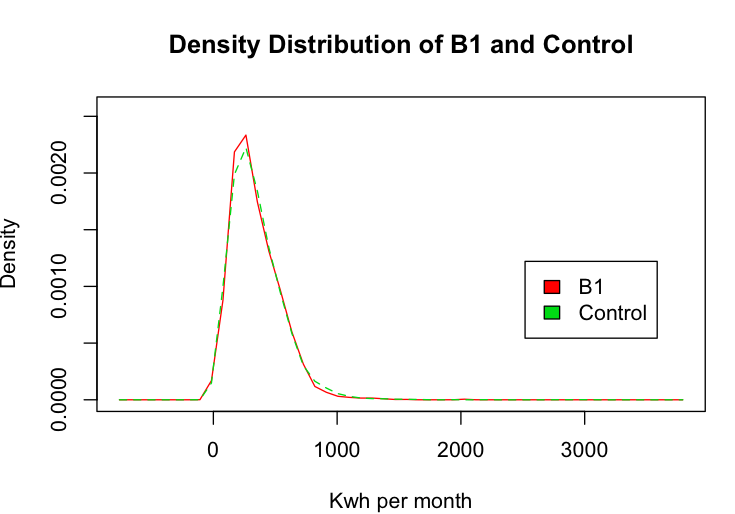 Density Distribution of B1 and Control
Density
0.0020
0.0010
0.0000
B1
Control
0
1000
2000
3000
Kwh per month